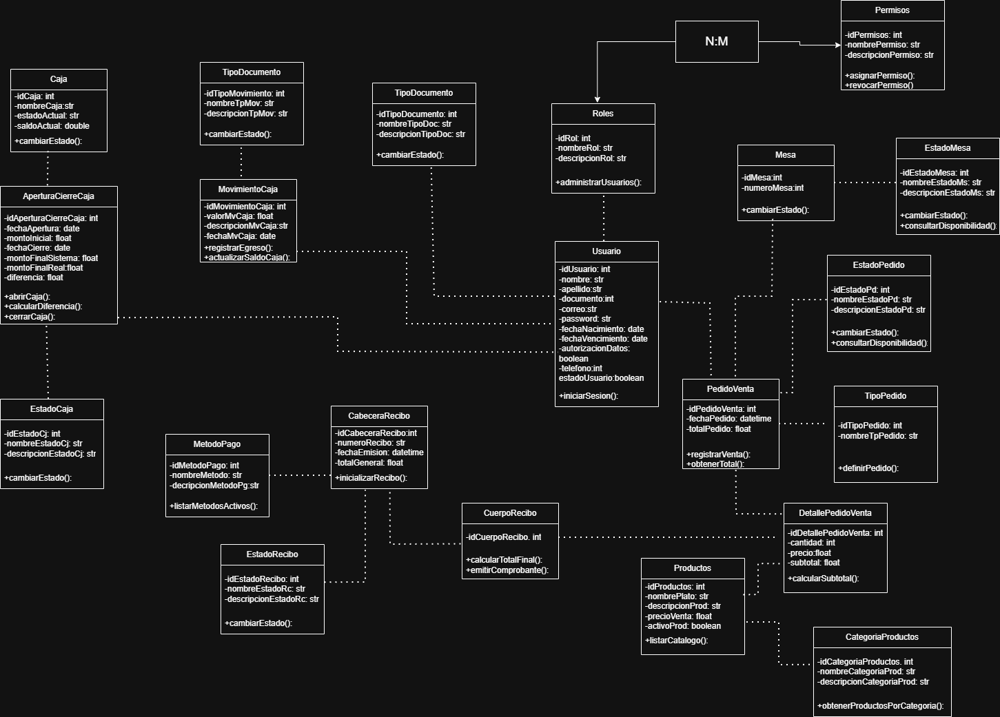 Permisos
-idPermisos: int
-nombrePermiso: str
-descripcionPermiso: str
+asignarPermiso():
+revocarPermiso()
N:M
Caja
-idCaja: int
-nombreCaja:str
-estadoActual: str
-saldoActual: double
+cambiarEstado():
TipoDocumento
-idTipoMovimiento: int
-nombreTpMov: str
-descripcionTpMov: str
+cambiarEstado():
TipoDocumento
-idTipoDocumento: int
-nombreTipoDoc: str
-descripcionTipoDoc: str
+cambiarEstado():
Roles
-idRol: int
-nombreRol: str
-descripcionRol: str
+administrarUsuarios():
Mesa
-idMesa:int
-numeroMesa:int
+cambiarEstado():
EstadoMesa
-idEstadoMesa: int
-nombreEstadoMs: str
-descripcionEstadoMs: str
+cambiarEstado():
+consultarDisponibilidad():
AperturaCierreCaja
-idAperturaCierreCaja: int
-fechaApertura: date
-montoInicial: float
-fechaCierre: date
-montoFinalSistema: float
-montoFinalReal:float
-diferencia: float
+abrirCaja():
+calcularDiferencia():
+cerrarCaja():
MovimientoCaja
-idMovimientoCaja: int
-valorMvCaja: float
-descripcionMvCaja:str
-fechaMvCaja: date
+registrarEgreso():
+actualizarSaldoCaja():
Usuario
-idUsuario: int
-nombre: str
-apellido:str
-documento:int
-correo:str
-password: str
-fechaNacimiento: date
-fechaVencimiento: date
-autorizacionDatos:
boolean
-telefono:int
estadoUsuario:boolean
+iniciarSesion():
EstadoPedido
-idEstadoPd: int
-nombreEstadoPd: str
-descripcionEstadoPd: str
+cambiarEstado():
+consultarDisponibilidad():
PedidoVenta
-idPedidoVenta: int
-fechaPedido: datetime
-totalPedido: float
+registrarVenta():
+obtenerTotal():
TipoPedido
-idTipoPedido: int
-nombreTpPedido: str
+definirPedido():
EstadoCaja
-idEstadoCj: int
-nombreEstadoCj: str
-descripcionEstadoCj: str
+cambiarEstado():
MetodoPago
-idMetodoPago: int
-nombreMetodo: str
-decripcionMetodoPg:str
+listarMetodosActivos():
CabeceraRecibo
-idCabeceraRecibo:int
-numeroRecibo: str
-fechaEmision: datetime
-totalGeneral: float
+inicializarRecibo():
CuerpoRecibo
-idCuerpoRecibo. int
+calcularTotalFinal():
+emitirComprobante():
DetallePedidoVenta
-idDetallePedidoVenta: int
-cantidad: int
-precio:float
-subtotal: float
+calcularSubtotal():
EstadoRecibo
-idEstadoRecibo: int
-nombreEstadoRc: str
-descripcionEstadoRc: str
+cambiarEstado():
Productos
-idProductos: int
-nombrePlato: str
-descripcionProd: str
-precioVenta: float
-activoProd: boolean
+listarCatalogo():
CategoriaProductos
-idCategoriaProductos. int
-nombreCategoriaProd: str
-descripcionCategoriaProd: str
+obtenerProductosPorCategoria():